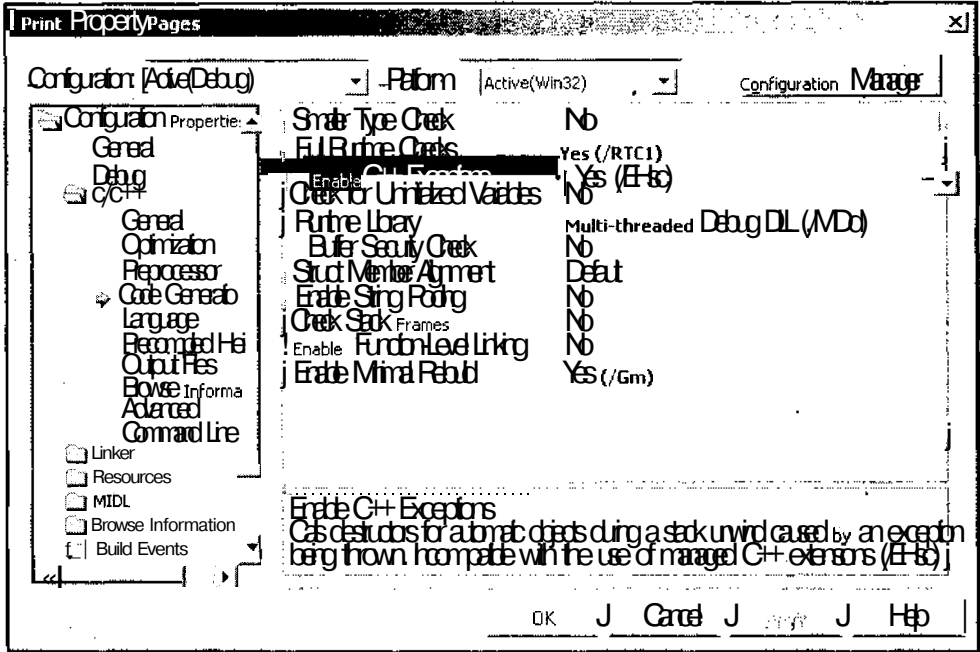 Print Property Pages
Configuration: Active(Debug) Platform: Active(Win32) Configuration Manager
Configuration Properties
General
Debug
C/C++
General
Optimization
Preprocessor
Code Generatio
Language
Precompiled Hei
Output Files
Browse Informa
Advanced
Command Line
Linker
Resources
MIDL
Browse Information
Build Events
Smaller Type Check No
Full Runtime Checks Yes (/RTC1)
Enable C++ Exceptions Yes (/EHsc)
Check for Uninitialized Variables No
Runtime Library Multi-threaded Debug DLL (/MDd)
Buffer Security Check No
Struct Member Alignment Default
Enable String Pooling No
Check Stack Frames No
Enable Function-Level Linking No
Enable Minimal Rebuild Yes (/Gm)
Enable C++ Exceptions
Calls destructors for automatic objects during a stack unwind caused by an exception
being thrown. Incompatible with the use of managed C++ extensions (/EHsc)
OK Cancel Help